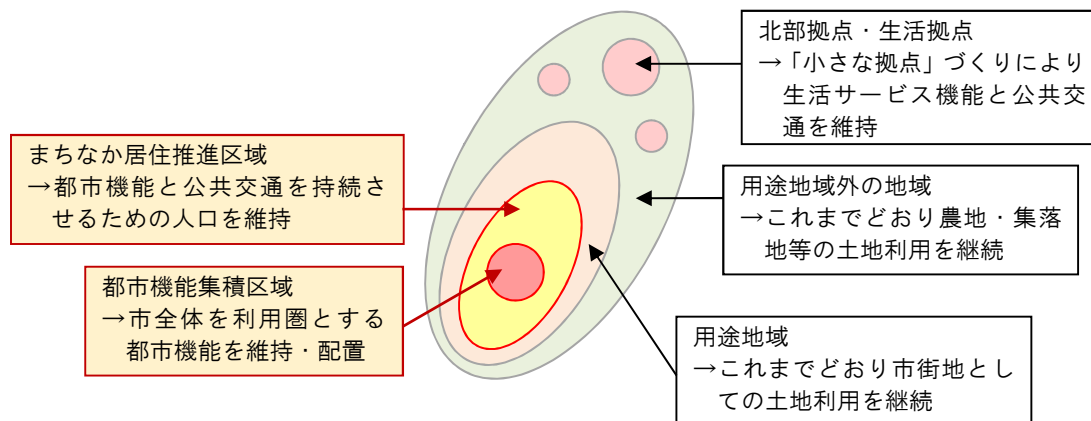 北部拠点・生活拠点
→「小さな拠点」づくりにより
生活サービス機能と公共交
通を維持
まちなか居住推進区域
→都市機能と公共交通を持続さ
せるための人口を維持
用途地域外の地域
→これまでどおり農地・集落
地等の土地利用を継続
都市機能集積区域
→市全体を利用圏とする
都市機能を維持・配置
用途地域
→これまでどおり市街地とし
ての土地利用を継続